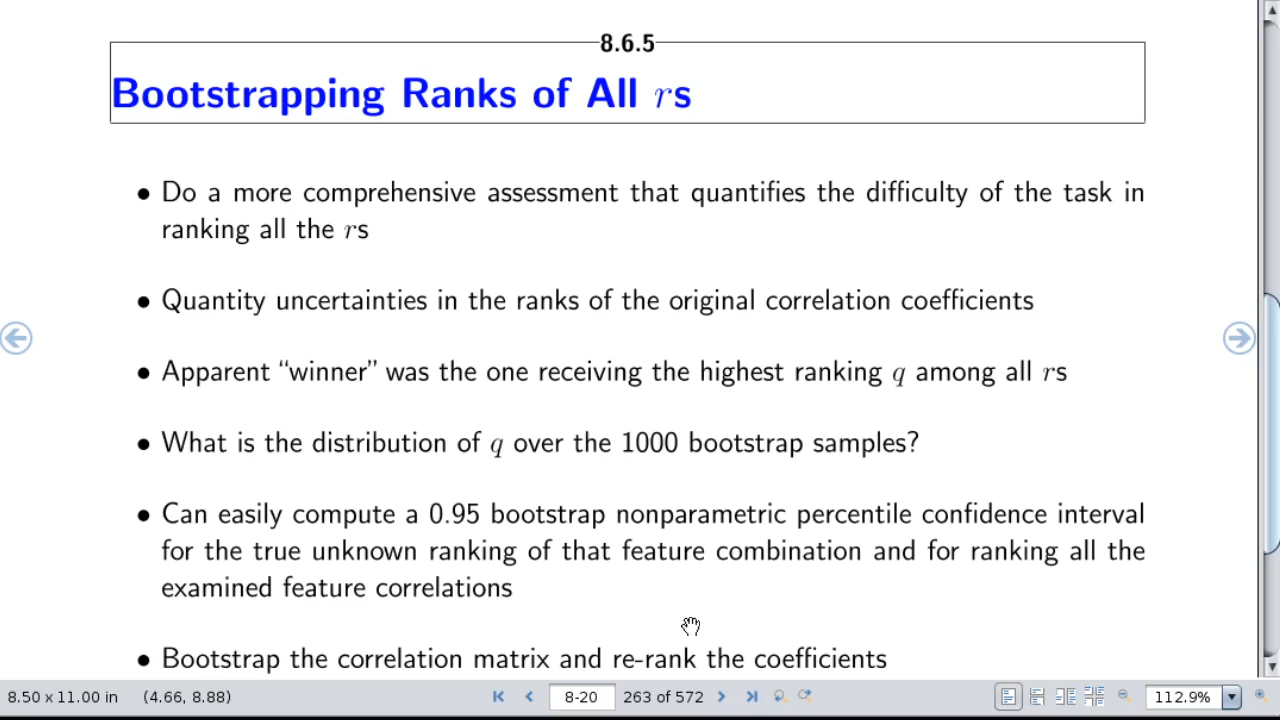 8.6.5
Bootstrapping Ranks of All rs
• Do a more comprehensive assessment that quantifies the difficulty of the task in
ranking all the rs
• Quantity uncertainties in the ranks of the original correlation coefficients
• Apparent “winner” was the one receiving the highest ranking q among all rs
• What is the distribution of q over the 1000 bootstrap samples?
• Can easily compute a 0.95 bootstrap nonparametric percentile confidence interval
for the true unknown ranking of that feature combination and for ranking all the
examined feature correlations
• Bootstrap the correlation matrix and re-rank the coefficients
8.50 x 11.00 in (4.66, 8.88) 8-20 263 of 572 112.9%